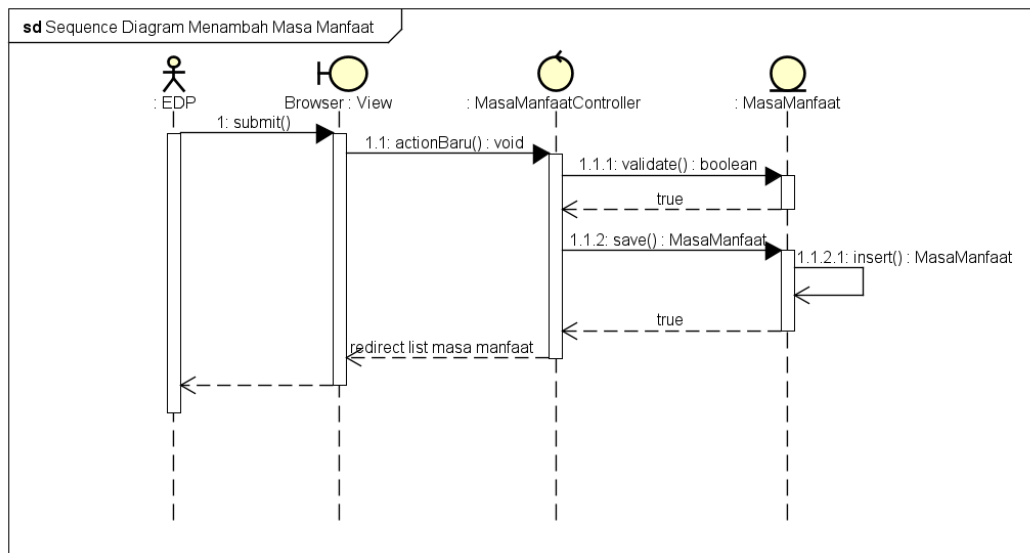 sd Sequence Diagram Menambah Masa Manfaat
: EDP
Browser : View
: MasaManfaatController
: MasaManfaat
1: submit()
1.1: actionBaru() : void
1.1.1: validate() : boolean
true
1.1.2: save() : MasaManfaat
1.1.2.1: insert() : MasaManfaat
true
redirect list masa manfaat